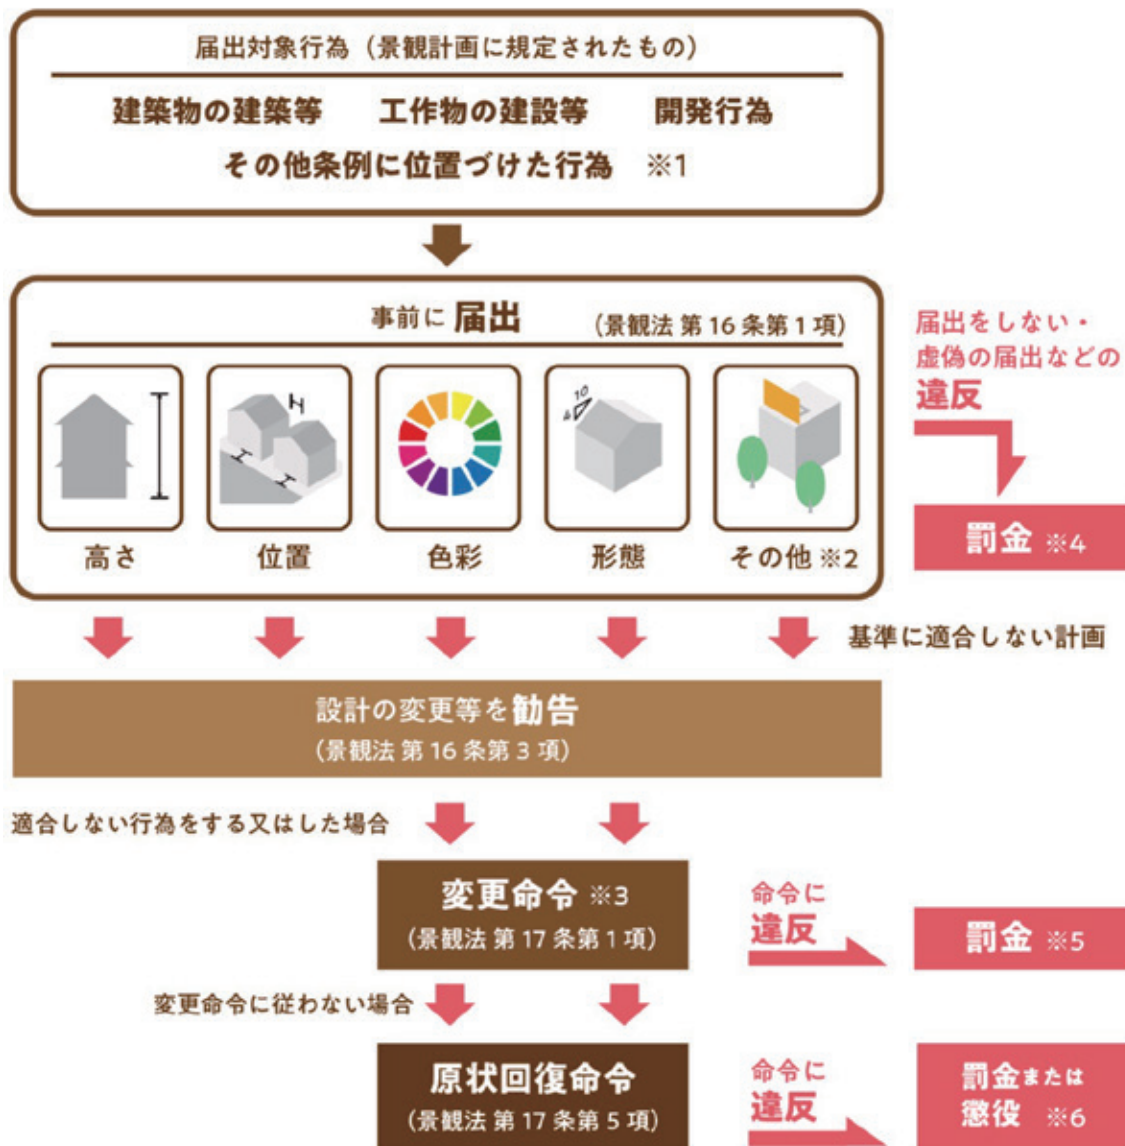 届出対象行為(景観計画に規定されたもの)
建築物の建築等 工作物の建設等 開発行為
その他条例に位置づけた行為 ※1
事前に 届出 (景観法 第16条第1項)
高さ 位置 色彩 形態 その他 ※2
10
4
届出をしない・
虚偽の届出などの
違反
罰金 ※4
基準に適合しない計画
設計の変更等を勧告
(景観法 第16条第3項)
適合しない行為をする又はした場合
変更命令 ※3
(景観法 第17条第1項)
命令に
違反
罰金 ※5
変更命令に従わない場合
原状回復命令
(景観法 第17条第5項)
命令に
違反
罰金または
懲役 ※6